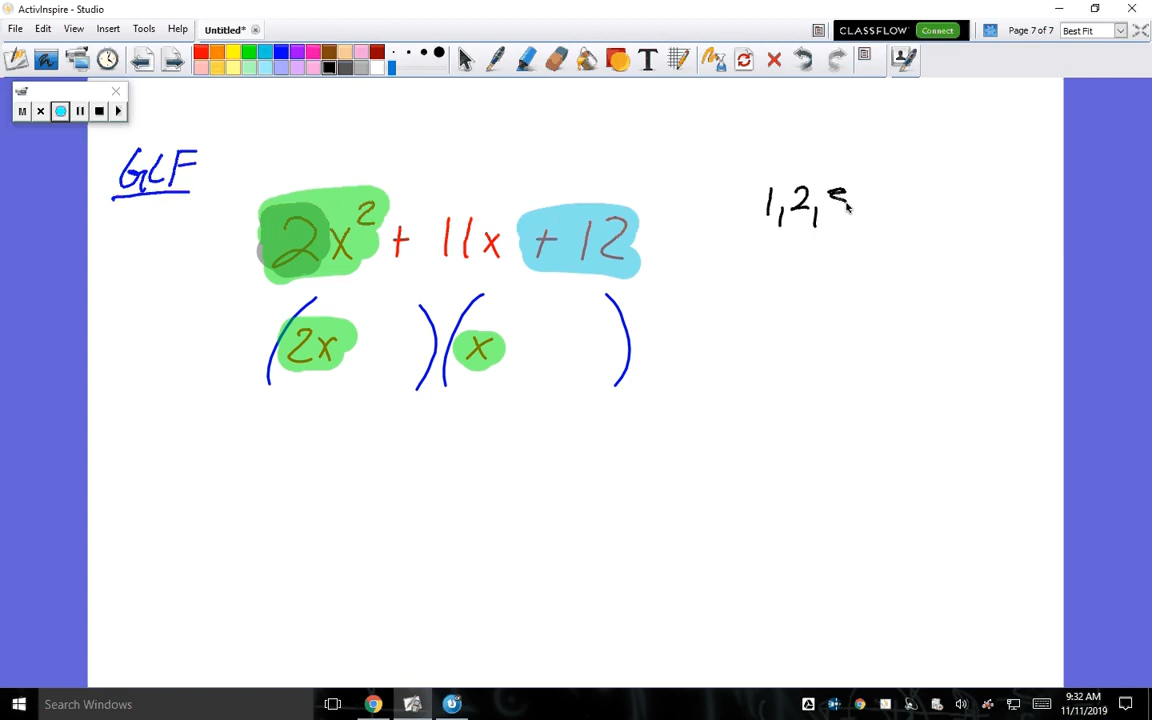 ActivInspire - Studio
File Edit View Insert Tools Help Untitled* CLASSFLOW Connect Page 7 of 7 Best Fit
M
GCF
2x² + 11x + 12
1, 2,
(2x )(x )
Search Windows
9:32 AM
11/11/2019